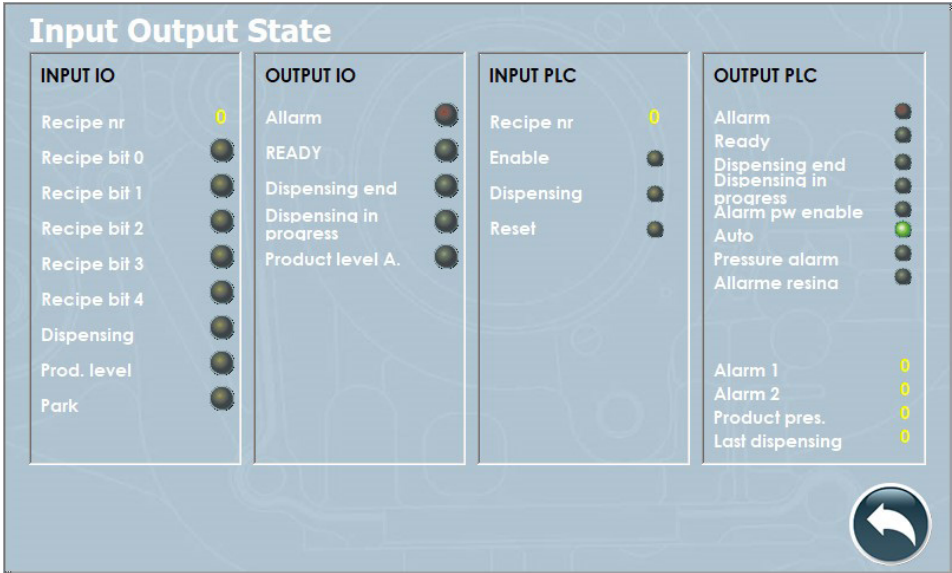 Input Output State
INPUT IO
Recipe nr 0
Recipe bit 0
Recipe bit 1
Recipe bit 2
Recipe bit 3
Recipe bit 4
Dispensing
Prod. level
Park
OUTPUT IO
Allarm
READY
Dispensing end
Dispensing in
progress
Product level A.
INPUT PLC
Recipe nr 0
Enable
Dispensing
Reset
OUTPUT PLC
Allarm
Ready
Dispensing end
Dispensing in
progress
Alarm pw enable
Auto
Pressure alarm
Allarme resina
Alarm 1 0
Alarm 2 0
Product pres. 0
Last dispensing 0